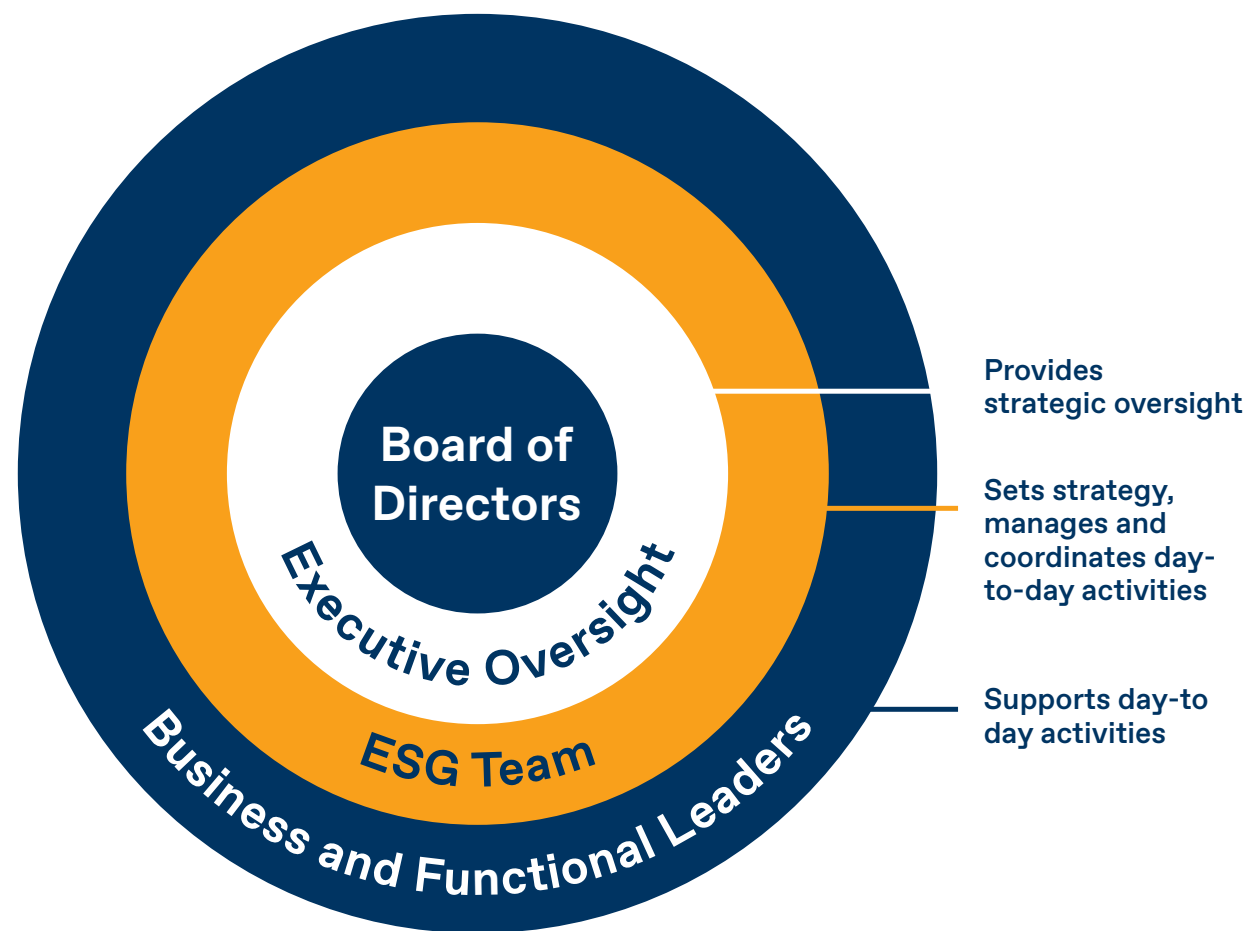 Board of
Directors
Executive Oversight
ESG Team
Business and Functional Leaders
Provides
strategic oversight
Sets strategy,
manages and
coordinates day-
to-day activities
Supports day-to
day activities